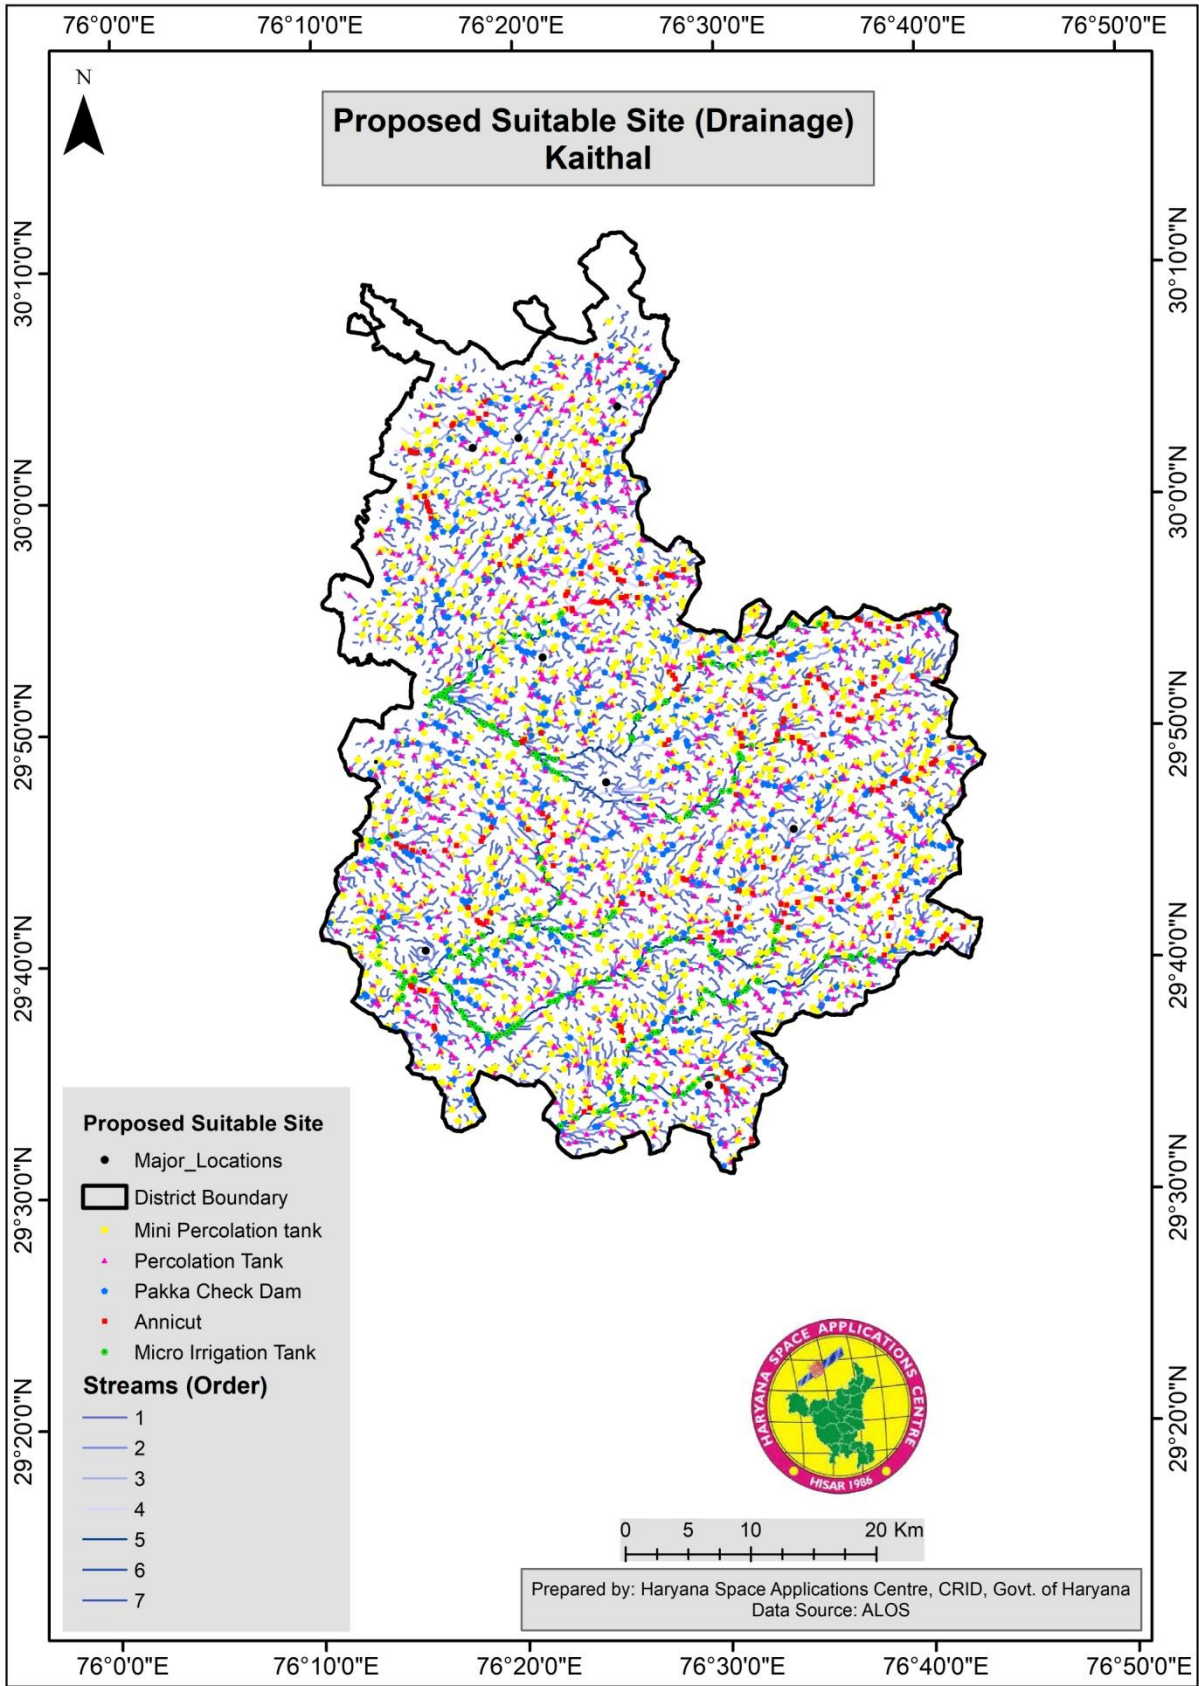 76°0'0"E 76°10'0"E 76°20'0"E 76°30'0"E 76°40'0"E 76°50'0"E
N
Proposed Suitable Site (Drainage)
Kaithal
30°10'0"N
30°0'0"N
29°50'0"N
29°40'0"N
29°30'0"N
29°20'0"N
30°10'0"N
30°0'0"N
29°50'0"N
29°40'0"N
29°30'0"N
29°20'0"N
Proposed Suitable Site
Major_Locations
District Boundary
Mini Percolation tank
Percolation Tank
Pakka Check Dam
Annicut
Micro Irrigation Tank
Streams (Order)
1
2
3
4
5
6
7
HARYANA SPACE APPLICATIONS CENTRE
HISAR 1986
0 5 10 20 Km
Prepared by: Haryana Space Applications Centre, CRID, Govt. of Haryana
Data Source: ALOS
76°0'0"E 76°10'0"E 76°20'0"E 76°30'0"E 76°40'0"E 76°50'0"E